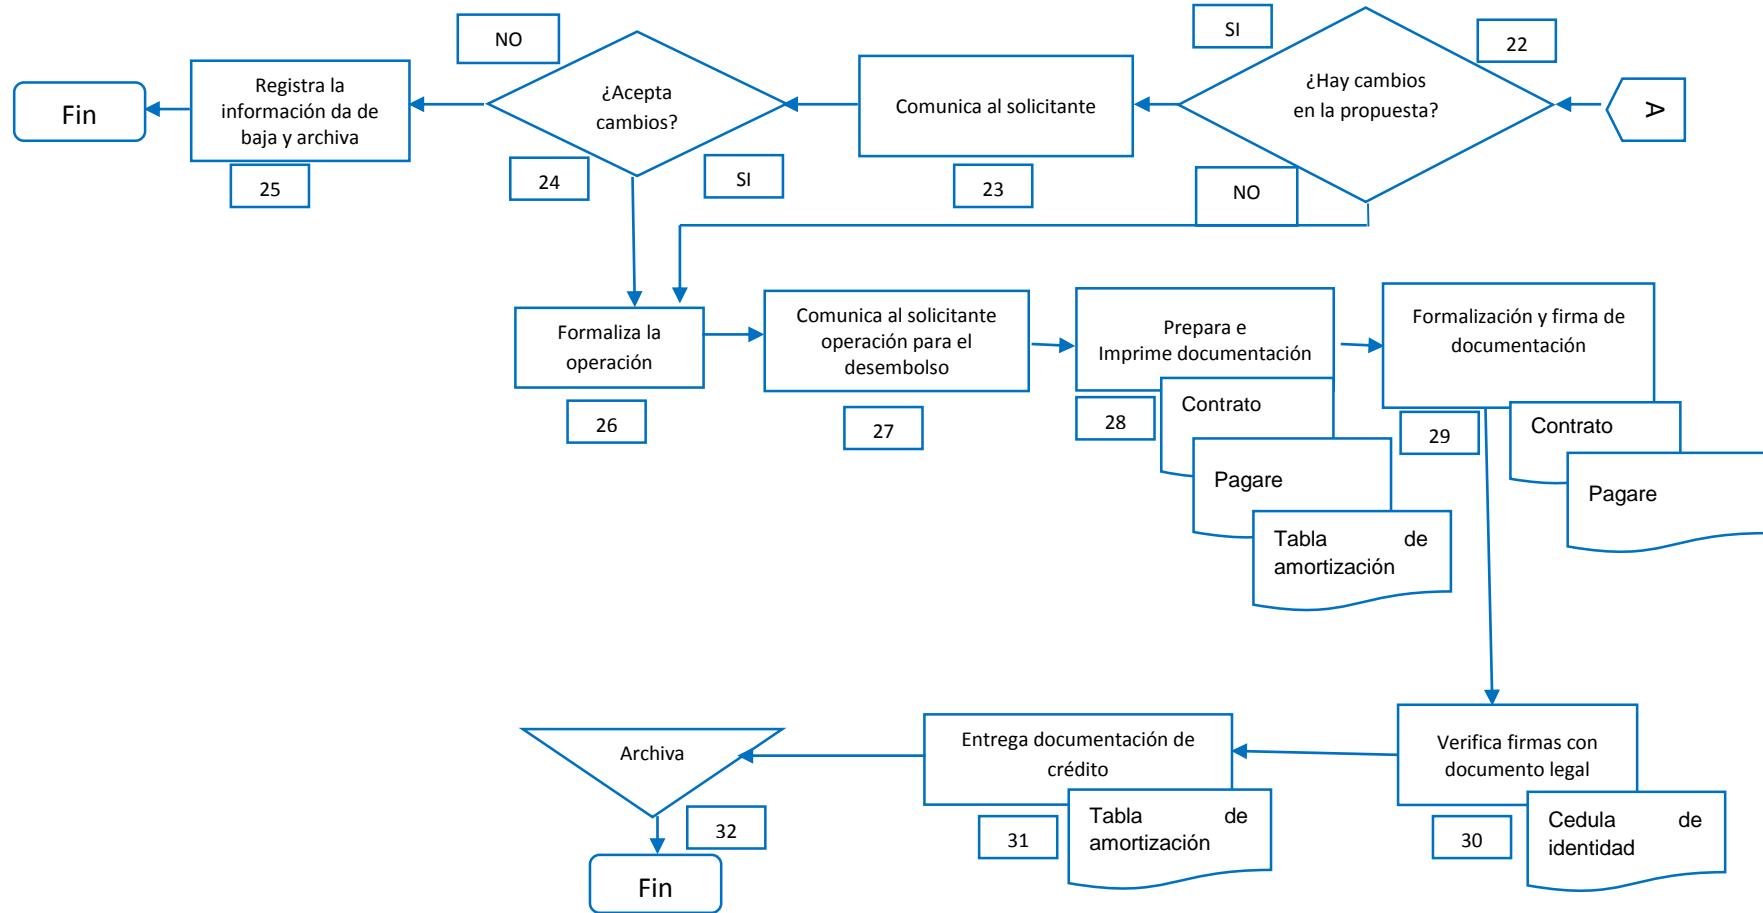 NO
SI
22
Fin
Registra la
información da de
baja y archiva
¿Acepta
cambios?
Comunica al solicitante
¿Hay cambios
en la propuesta?
A
25
24
SI
23
NO
Formaliza la
operación
Comunica al solicitante
operación para el
desembolso
Prepara e
Imprime documentación
Formalización y firma de
documentación
26
27
28
Contrato
Pagare
Tabla de
amortización
29
Contrato
Pagare
Archiva
Entrega documentación de
crédito
Verifica firmas con
documento legal
32
31
Tabla de
amortización
30
Cedula de
identidad
Fin